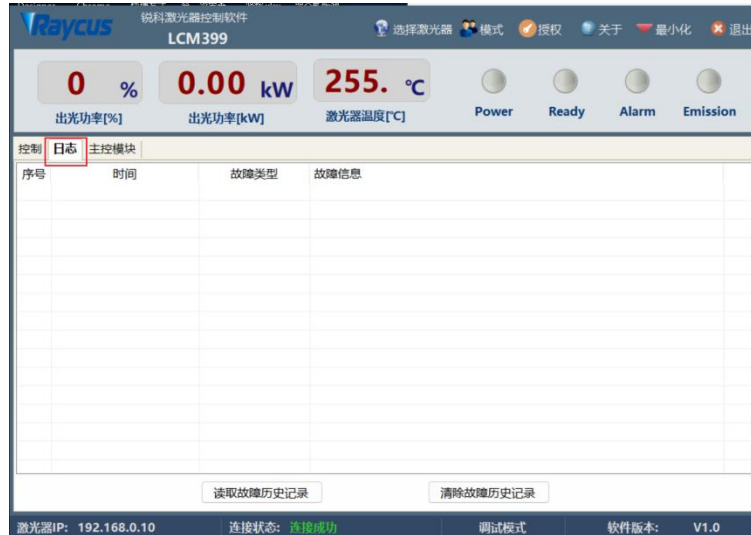 Raycus
锐科激光器控制软件
LCM399
选择激光器 模式 授权 关于 最小化 退出
0 % 0.00 kW 255. ℃
出光功率[%] 出光功率[kW] 激光器温度[℃] Power Ready Alarm Emission
控制 日志 主控模块
序号 时间 故障类型 故障信息
读取故障历史记录 清除故障历史记录
激光器IP: 192.168.0.10 连接状态: 连接成功 调试模式 软件版本: V1.0